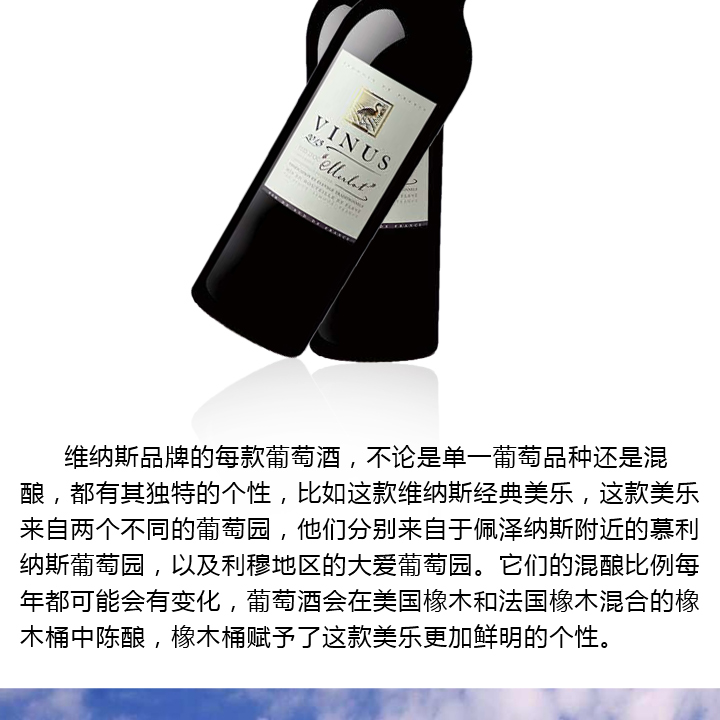 VINUS
2013
Merlot
维纳斯品牌的每款葡萄酒，不论是单一葡萄品种还是混
酿，都有其独特的个性，比如这款维纳斯经典美乐，这款美乐
来自两个不同的葡萄园，他们分别来自于佩泽纳斯附近的慕利
纳斯葡萄园，以及利穆地区的大爱葡萄园。它们的混酿比例每
年都可能会有变化，葡萄酒会在美国橡木和法国橡木混合的橡
木桶中陈酿，橡木桶赋予了这款美乐更加鲜明的个性。